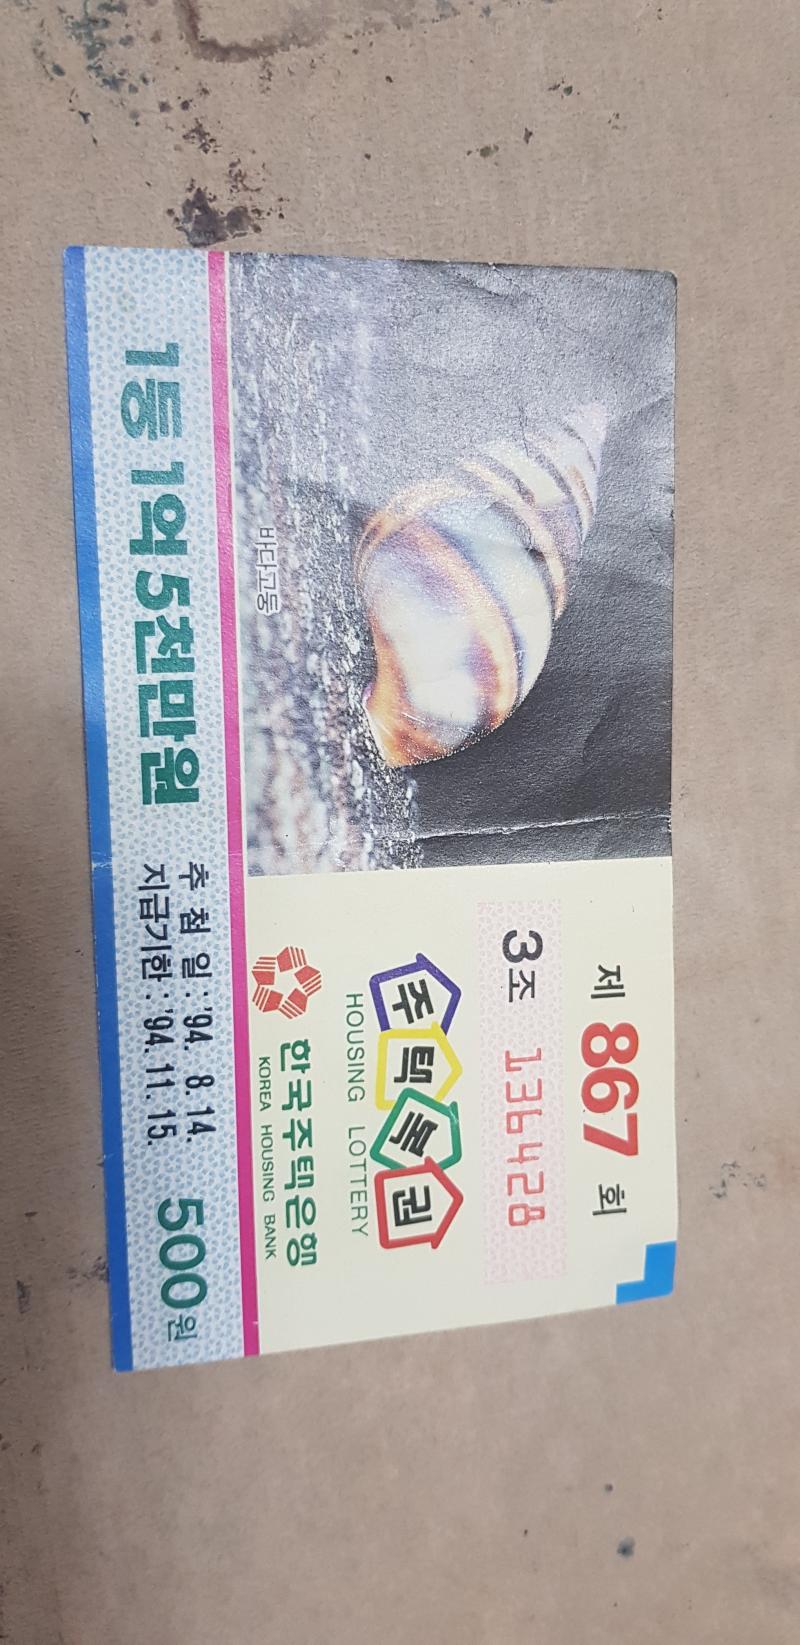 제 867 회
3조 136428
주택복권
HOUSING LOTTERY
한국주택은행
KOREA HOUSING BANK
바다고둥
1등 1억 5천만원
추 첨 일 : '94. 8. 14.
지급기한 : '94. 11. 15.
500원